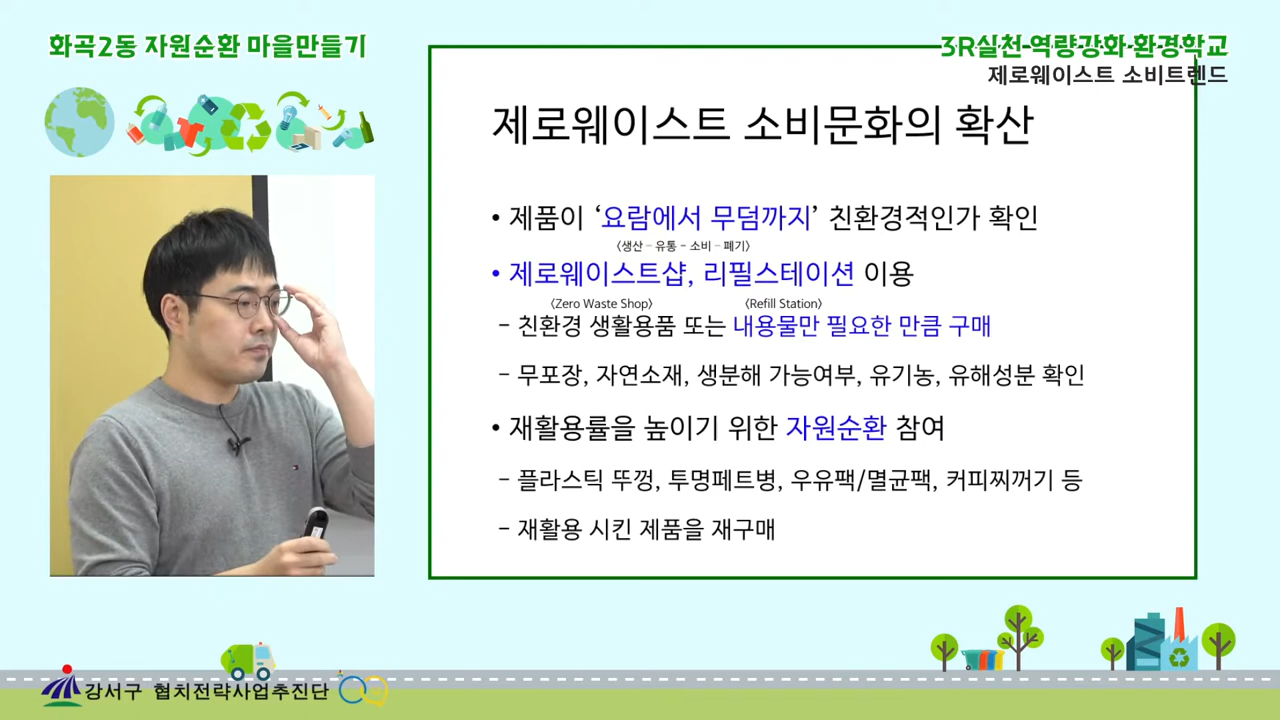 화곡2동 자원순환 마을만들기
3R실천 역량강화 환경학교
제로웨이스트 소비트렌드
제로웨이스트 소비문화의 확산
• 제품이 ‘요람에서 무덤까지’ 친환경적인가 확인
<생산 - 유통 - 소비 - 폐기>
• 제로웨이스트샵, 리필스테이션 이용
<Zero Waste Shop> <Refill Station>
- 친환경 생활용품 또는 내용물만 필요한 만큼 구매
- 무포장, 자연소재, 생분해 가능여부, 유기농, 유해성분 확인
• 재활용률을 높이기 위한 자원순환 참여
- 플라스틱 뚜껑, 투명페트병, 우유팩/멸균팩, 커피찌꺼기 등
- 재활용 시킨 제품을 재구매
강서구 협치전략사업추진단